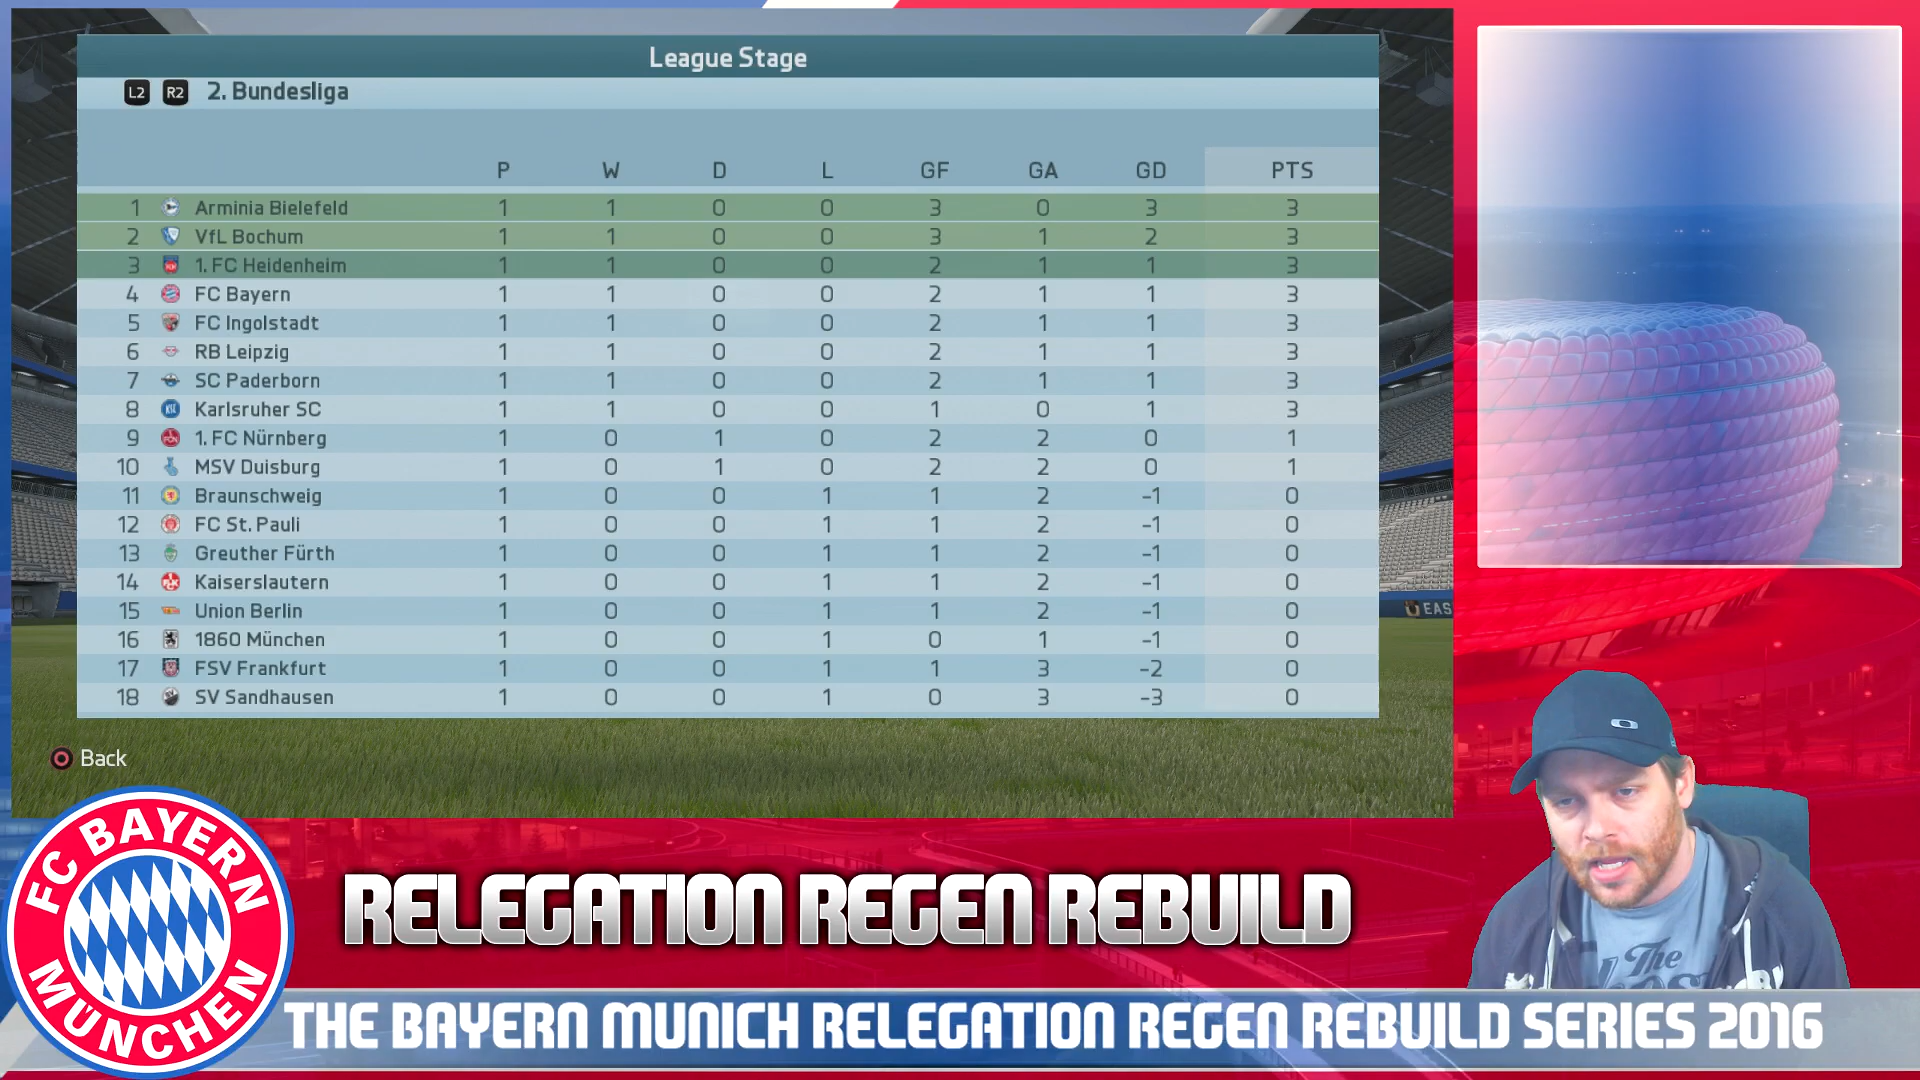 League Stage
L2 R2 2. Bundesliga
P W D L GF GA GD PTS
1 Arminia Bielefeld 1 1 0 0 3 0 3 3
2 VfL Bochum 1 1 0 0 3 1 2 3
3 1. FC Heidenheim 1 1 0 0 2 1 1 3
4 FC Bayern 1 1 0 0 2 1 1 3
5 FC Ingolstadt 1 1 0 0 2 1 1 3
6 RB Leipzig 1 1 0 0 2 1 1 3
7 SC Paderborn 1 1 0 0 2 1 1 3
8 Karlsruher SC 1 1 0 0 1 0 1 3
9 1. FC Nürnberg 1 0 1 0 2 2 0 1
10 MSV Duisburg 1 0 1 0 2 2 0 1
11 Braunschweig 1 0 0 1 1 2 -1 0
12 FC St. Pauli 1 0 0 1 1 2 -1 0
13 Greuther Fürth 1 0 0 1 1 2 -1 0
14 Kaiserslautern 1 0 0 1 1 2 -1 0
15 Union Berlin 1 0 0 1 1 2 -1 0
16 1860 München 1 0 0 1 0 1 -1 0
17 FSV Frankfurt 1 0 0 1 1 3 -2 0
18 SV Sandhausen 1 0 0 1 0 3 -3 0
EAS
Back
FC BAYERN
MÜNCHEN
RELEGATION REGEN REBUILD
The
THE BAYERN MUNICH RELEGATION REGEN REBUILD SERIES 2016